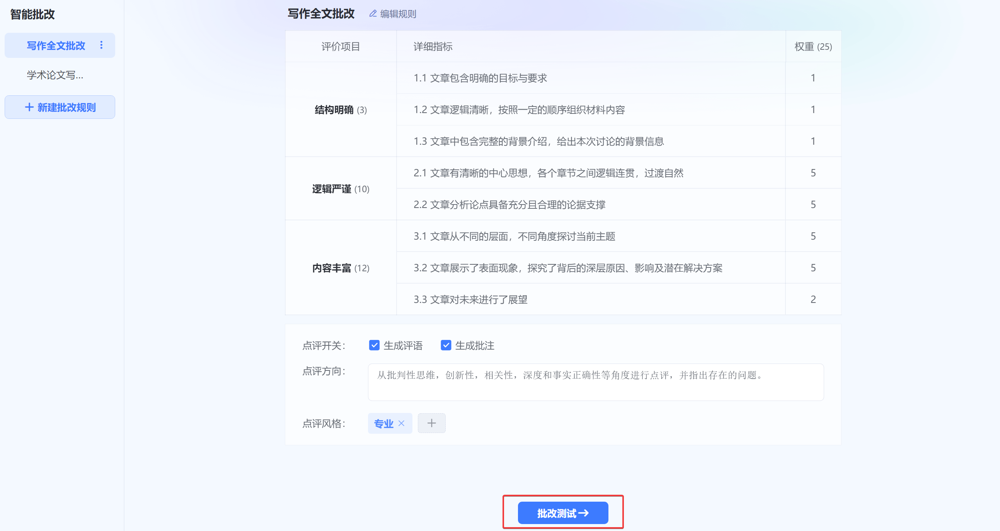 智能批改
写作全文批改
学术论文写...
新建批改规则
写作全文批改 编辑规则
评价项目 详细指标 权重 (25)
结构明确 (3)
1.1 文章包含明确的目标与要求 1
1.2 文章逻辑清晰，按照一定的顺序组织材料内容 1
1.3 文章中包含完整的背景介绍，给出本次讨论的背景信息 1
逻辑严谨 (10)
2.1 文章有清晰的中心思想，各个章节之间逻辑连贯，过渡自然 5
2.2 文章分析论点具备充分且合理的论据支撑 5
内容丰富 (12)
3.1 文章从不同的层面，不同角度探讨当前主题 5
3.2 文章展示了表面现象，探究了背后的深层原因、影响及潜在解决方案 5
3.3 文章对未来进行了展望 2
点评开关： 生成评语 生成批注
点评方向： 从批判性思维，创新性，相关性，深度和事实正确性等角度进行点评，并指出存在的问题。
点评风格： 专业
批改测试